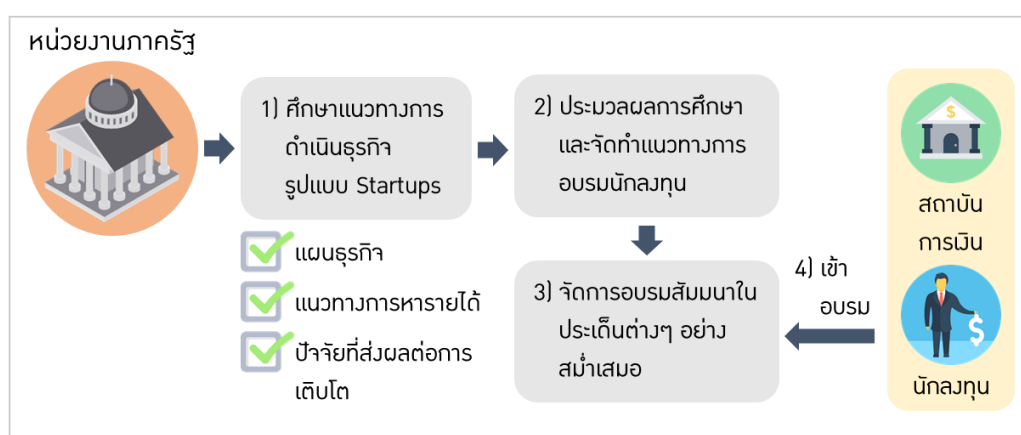 หน่วยงานภาครัฐ
1) ศึกษาแนวทางการ
ดำเนินธุรกิจ
รูปแบบ Startups
แผนธุรกิจ
แนวทางการหารายได้
ปัจจัยที่ส่งผลต่อการ
เติบโต
2) ประมวลผลการศึกษา
และจัดทำแนวทางการ
อบรมนักลงทุน
3) จัดการอบรมสัมมนาใน
ประเด็นต่างๆ อย่าง
สม่ำเสมอ
4) เข้า
อบรม
$
สถาบัน
การเงิน
$
นักลงทุน